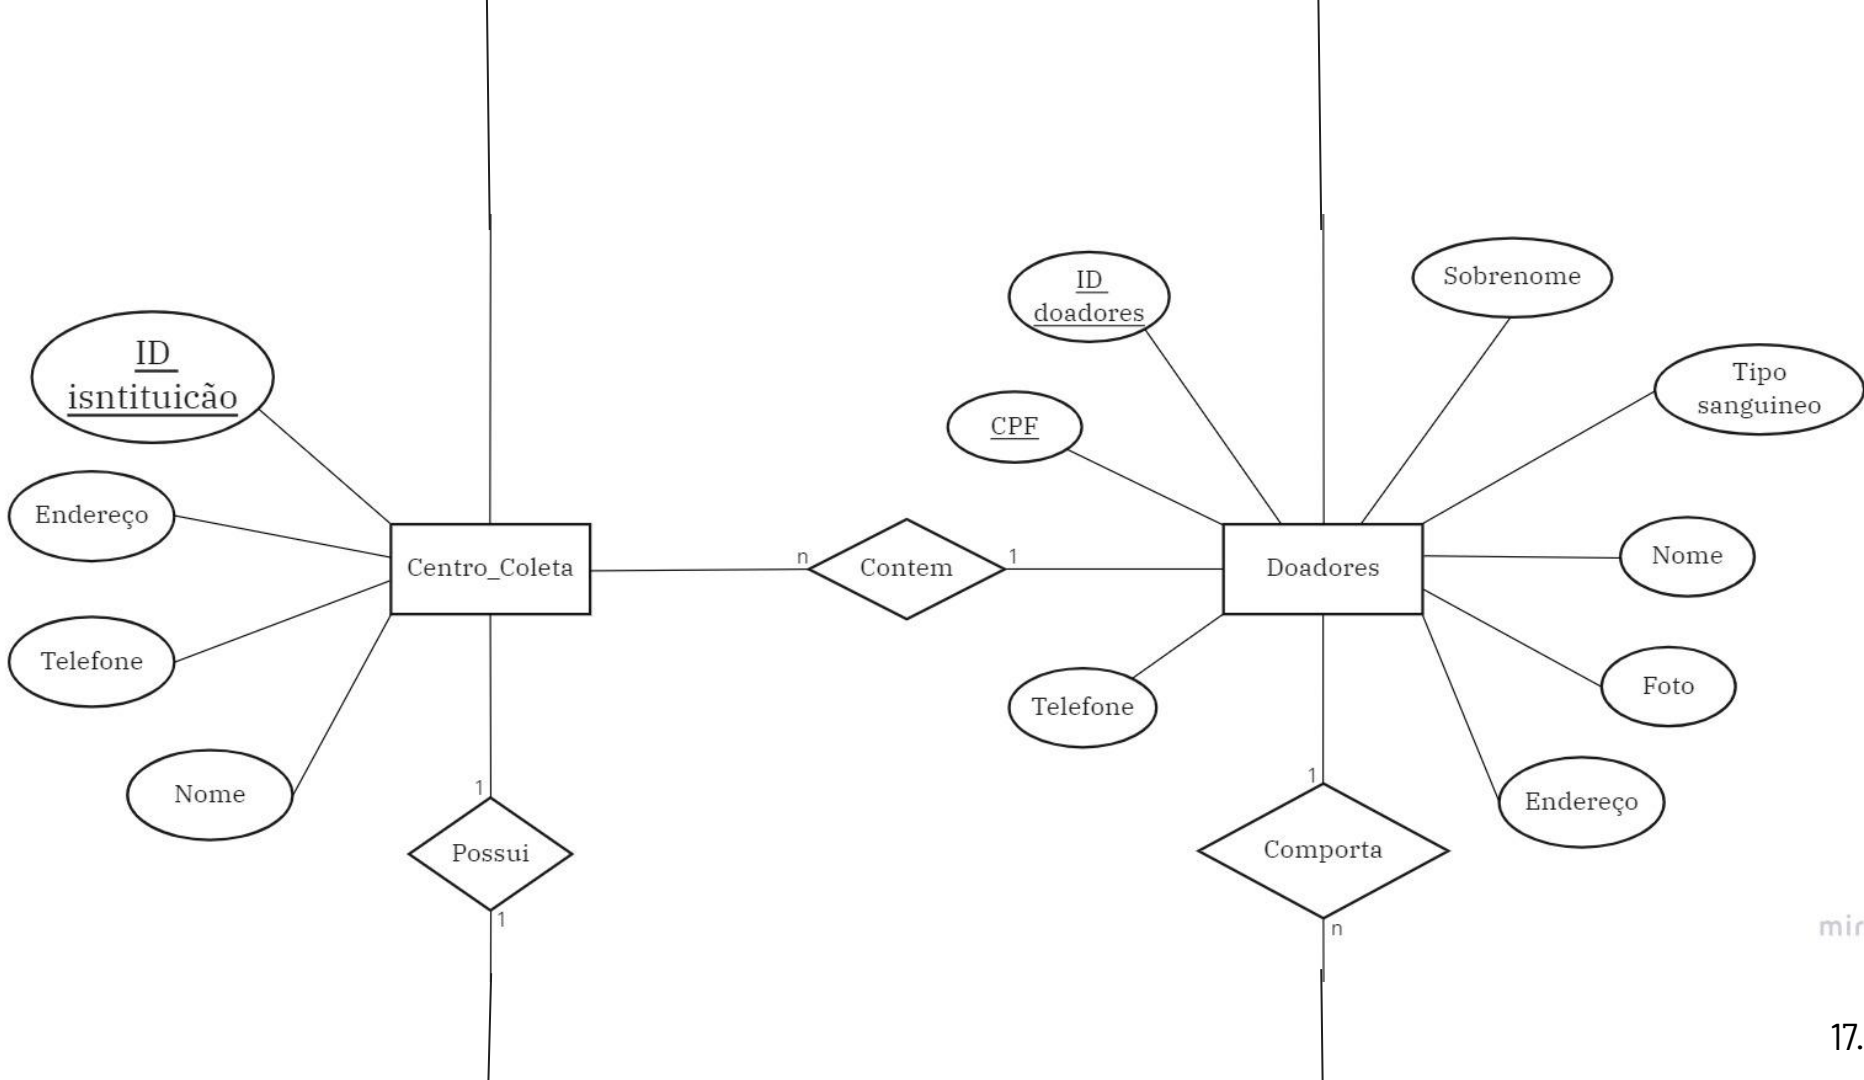 ID
doadores
Sobrenome
ID
isntituicão
Tipo
sanguineo
CPF
Endereço
Centro_Coleta
n
Contem
1
Doadores
Nome
Telefone
Telefone
Foto
Nome
1
Possui
1
1
Comporta
n
Endereço
mir
17.